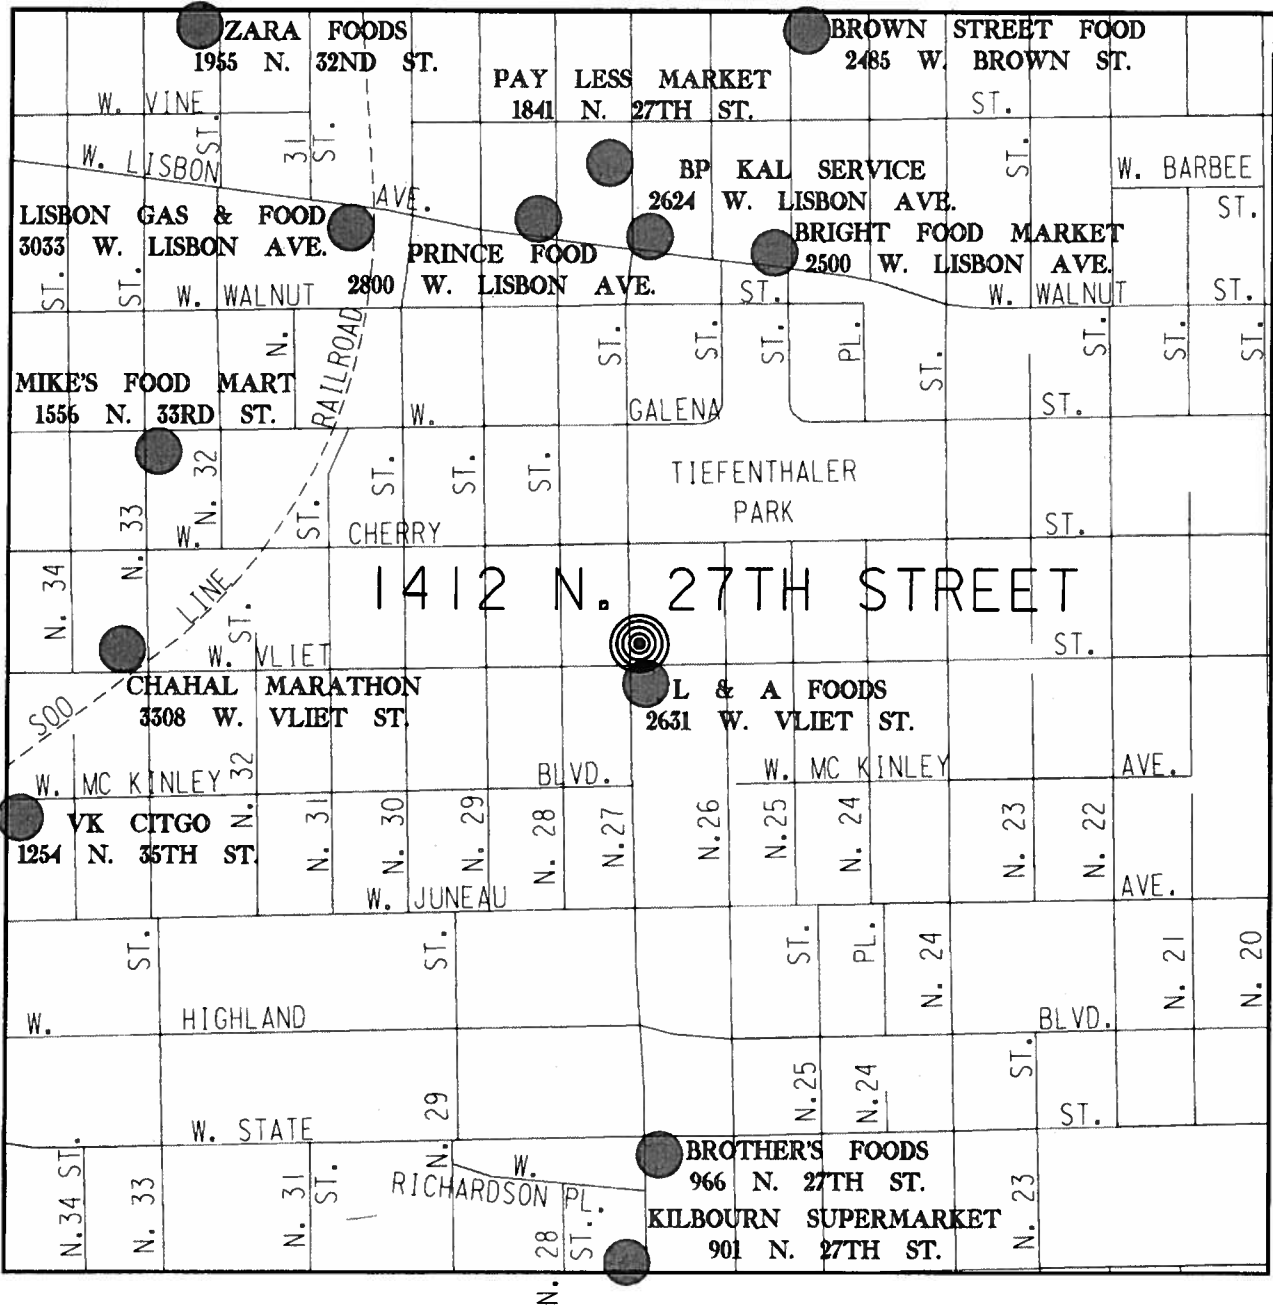 ZARA FOODS
1955 N. 32ND ST.
BROWN STREET FOOD
2485 W. BROWN ST.
PAY LESS MARKET
1841 N. 27TH ST.
W. VINE
ST.
ST.
31
ST.
ST.
W. LISBON
AVE.
BP KAL SERVICE
2624 W. LISBON AVE.
W. BARBEE
ST.
LISBON GAS & FOOD
3033 W. LISBON AVE.
PRINCE FOOD
2800 W. LISBON AVE.
BRIGHT FOOD MARKET
2500 W. LISBON AVE.
ST.
ST.
W. WALNUT
ST.
W. WALNUT
ST.
N.
RAILROAD
ST.
ST.
ST.
PL.
ST.
ST.
ST.
ST.
MIKE'S FOOD MART
1556 N. 33RD ST.
W.
GALENA
ST.
N. 32
ST.
ST.
ST.
TIEFENTHALER
PARK
N. 33
W.
ST.
CHERRY
ST.
N. 34
LINE
1412 N. 27TH STREET
ST.
W. VLIET
ST.
CHAHAL MARATHON
3308 W. VLIET ST.
L & A FOODS
2631 W. VLIET ST.
SOO
W. MC KINLEY
BLVD.
W. MC KINLEY
AVE.
VK CITGO
1254 N. 35TH ST.
N. 32
N. 31
N. 30
N. 29
N. 28
N. 27
N. 26
N. 25
N. 24
N. 23
N. 22
W. JUNEAU
AVE.
ST.
ST.
ST.
PL.
N. 24
N. 21
N. 20
W. HIGHLAND
BLVD.
N. 25
N. 24
ST.
W. STATE
N. 29
ST.
BROTHER'S FOODS
966 N. 27TH ST.
N. 34 ST.
N. 33
N. 31
ST.
W.
RICHARDSON PL.
N. 28
ST.
N. 23
KILBOURN SUPERMARKET
901 N. 27TH ST.
N.